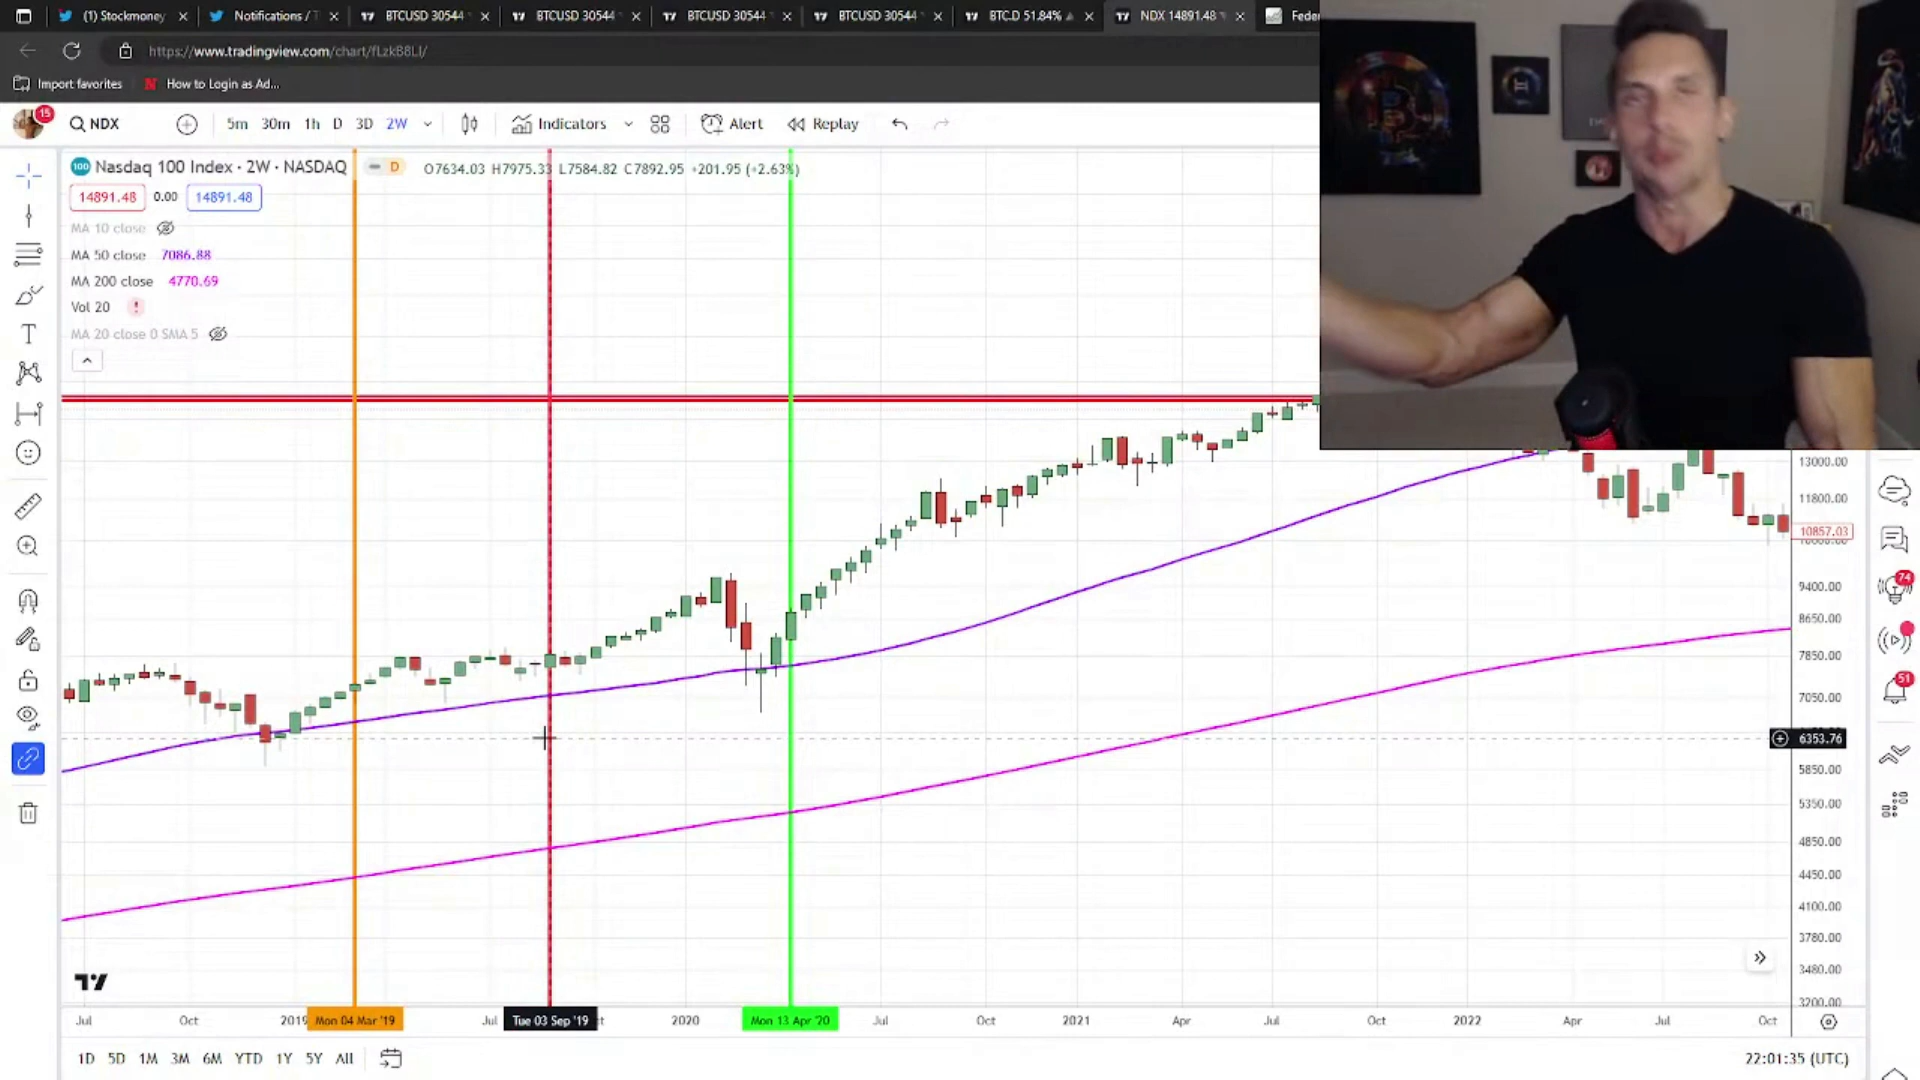 (1) Stockmoney
Notifications / T
BTCUSD 30544
BTCUSD 30544
BTCUSD 30544
BTCUSD 30544
BTC.D 51.84%
NDX 14891.48
Feder
https://www.tradingview.com/chart/fLzkB8LI/
Import favorites
How to Login as Ad...
15
NDX
5m 30m 1h D 3D 2W
Indicators
Alert
Replay
100
Nasdaq 100 Index · 2W · NASDAQ
D
O7634.03 H7975.33 L7584.82 C7892.95 +201.95 (+2.63%)
14891.48 0.00 14891.48
MA 10 close
MA 50 close 7086.88
MA 200 close 4770.69
Vol 20 !
MA 20 close 0 SMA 5
13000.00
11800.00
10857.03
9400.00
8650.00
7850.00
7050.00
6353.76
5850.00
5350.00
4850.00
4450.00
4100.00
3780.00
3480.00
3200.00
74
51
Jul Oct 2019 Mon 04 Mar '19 Jul Tue 03 Sep '19 2020 Mon 13 Apr '20 Jul Oct 2021 Apr Jul Oct 2022 Apr Jul Oct
1D 5D 1M 3M 6M YTD 1Y 5Y All
22:01:35 (UTC)